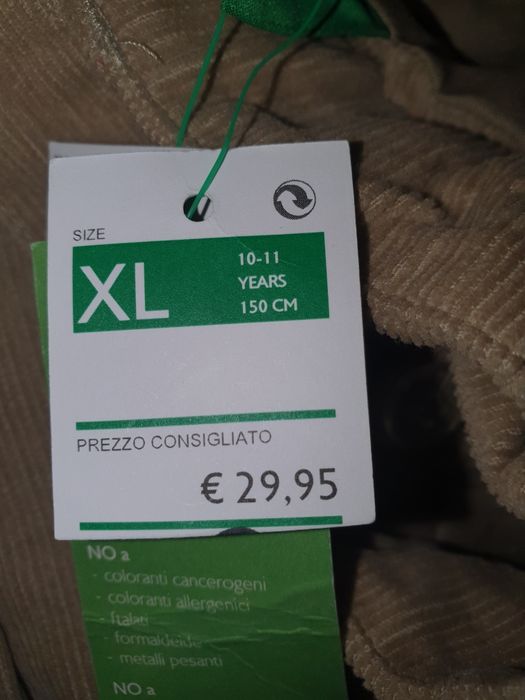 SIZE
XL
10-11
YEARS
150 CM
PREZZO CONSIGLIATO
€ 29,95
NO a
- coloranti cancerogeni
- coloranti allergenici
- ftalati
- formaldeide
- metalli pesanti
NO a